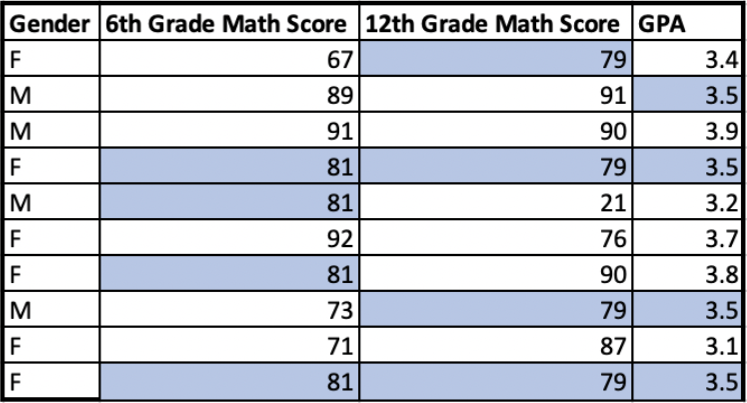 Gender 6th Grade Math Score 12th Grade Math Score GPA
F 67 79 3.4
M 89 91 3.5
M 91 90 3.9
F 81 79 3.5
M 81 21 3.2
F 92 76 3.7
F 81 90 3.8
M 73 79 3.5
F 71 87 3.1
F 81 79 3.5